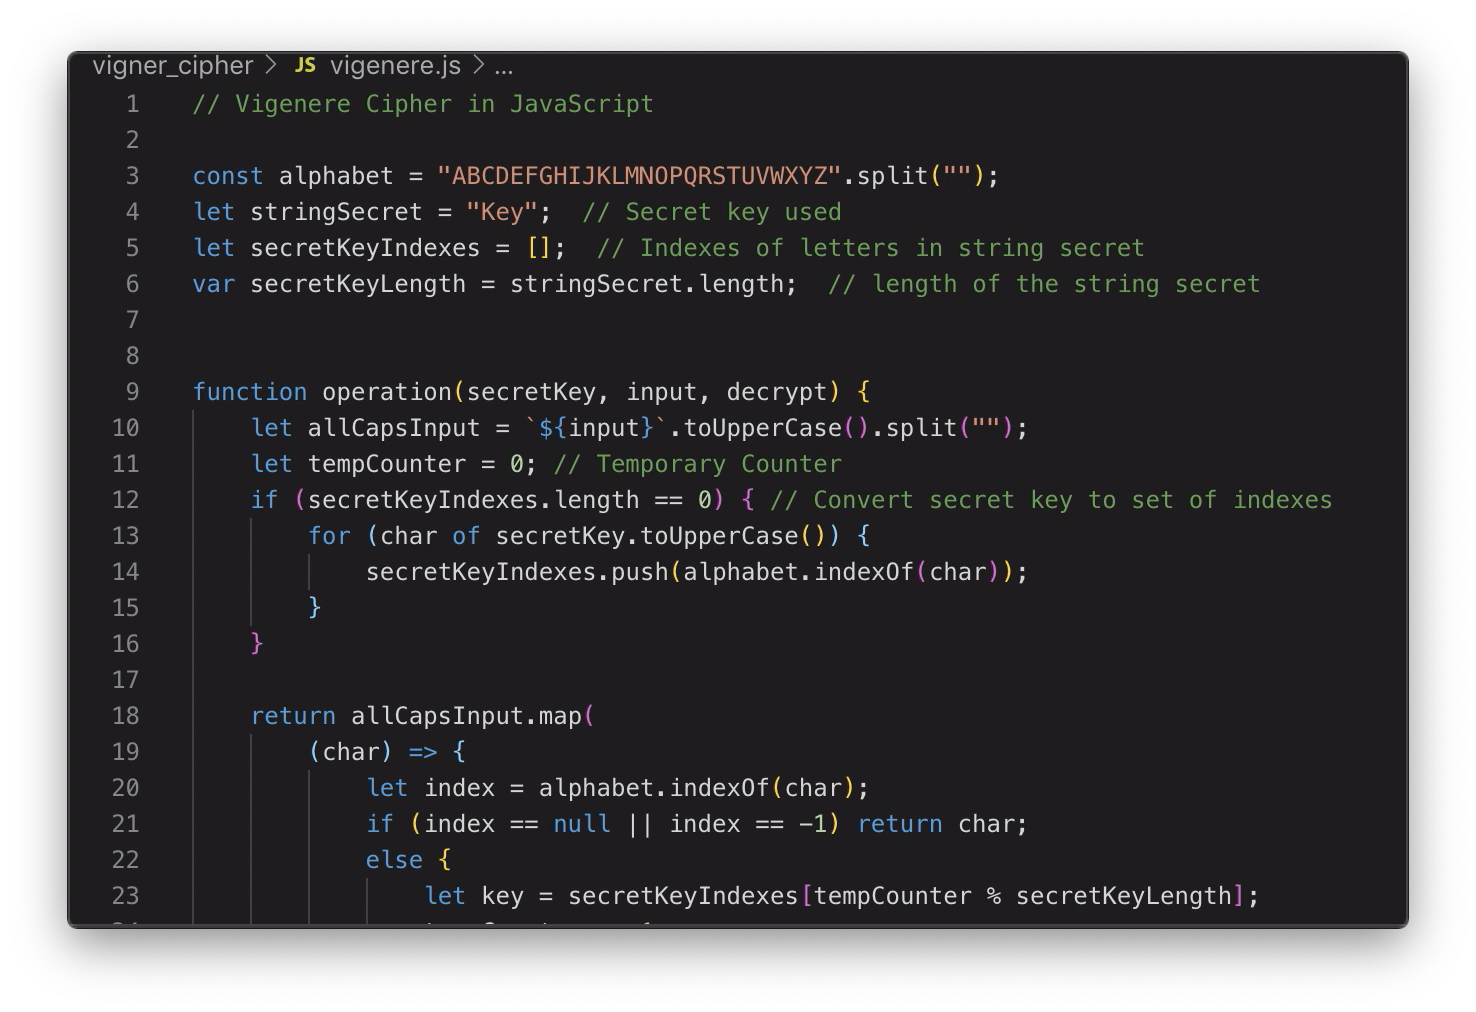 vigner_cipher > JS vigenere.js > ...
1 // Vigenere Cipher in JavaScript
2
3 const alphabet = "ABCDEFGHIJKLMNOPQRSTUVWXYZ".split("");
4 let stringSecret = "Key";  // Secret key used
5 let secretKeyIndexes = [];  // Indexes of letters in string secret
6 var secretKeyLength = stringSecret.length;  // length of the string secret
7
8
9 function operation(secretKey, input, decrypt) {
10     let allCapsInput = `${input}`.toUpperCase().split("");
11     let tempCounter = 0; // Temporary Counter
12     if (secretKeyIndexes.length == 0) { // Convert secret key to set of indexes
13         for (char of secretKey.toUpperCase()) {
14             secretKeyIndexes.push(alphabet.indexOf(char));
15         }
16     }
17
18     return allCapsInput.map(
19         (char) => {
20             let index = alphabet.indexOf(char);
21             if (index == null || index == -1) return char;
22             else {
23                 let key = secretKeyIndexes[tempCounter % secretKeyLength];